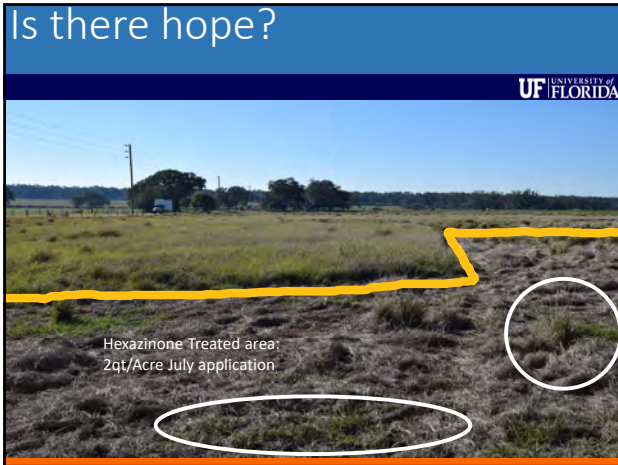 Is there hope?
UF UNIVERSITY of
FLORIDA
Hexazinone Treated area:
2qt/Acre July application